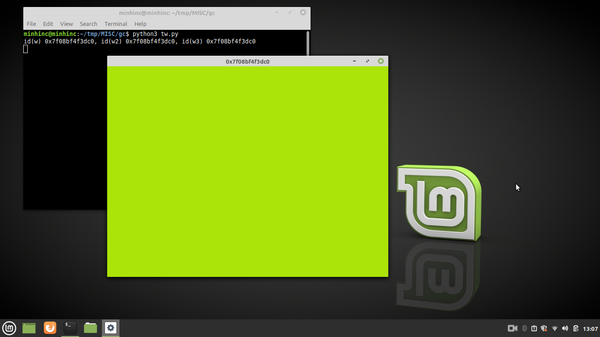 minhinc@minhinc: ~/tmp/MISC/gc
File Edit View Search Terminal Help
minhinc@minhinc:~/tmp/MISC/gc$ python3 tw.py
id(w) 0x7f08bf4f3dc0, id(w2) 0x7f08bf4f3dc0, id(w3) 0x7f08bf4f3dc0
0x7f08bf4f3dc0
lm
13:07